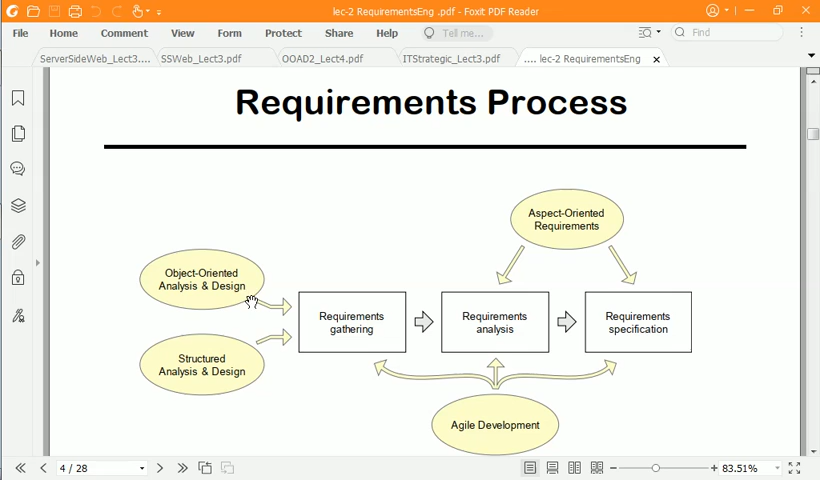 lec-2 RequirementsEng .pdf - Foxit PDF Reader
File Home Comment View Form Protect Share Help Tell me... Find
ServerSideWeb_Lect3.... SSWeb_Lect3.pdf OOAD2_Lect4.pdf ITStrategic_Lect3.pdf .... lec-2 RequirementsEng
Requirements Process
Aspect-Oriented
Requirements
Object-Oriented
Analysis & Design
Requirements
gathering
Requirements
analysis
Requirements
specification
Structured
Analysis & Design
Agile Development
4 / 28
83.51%